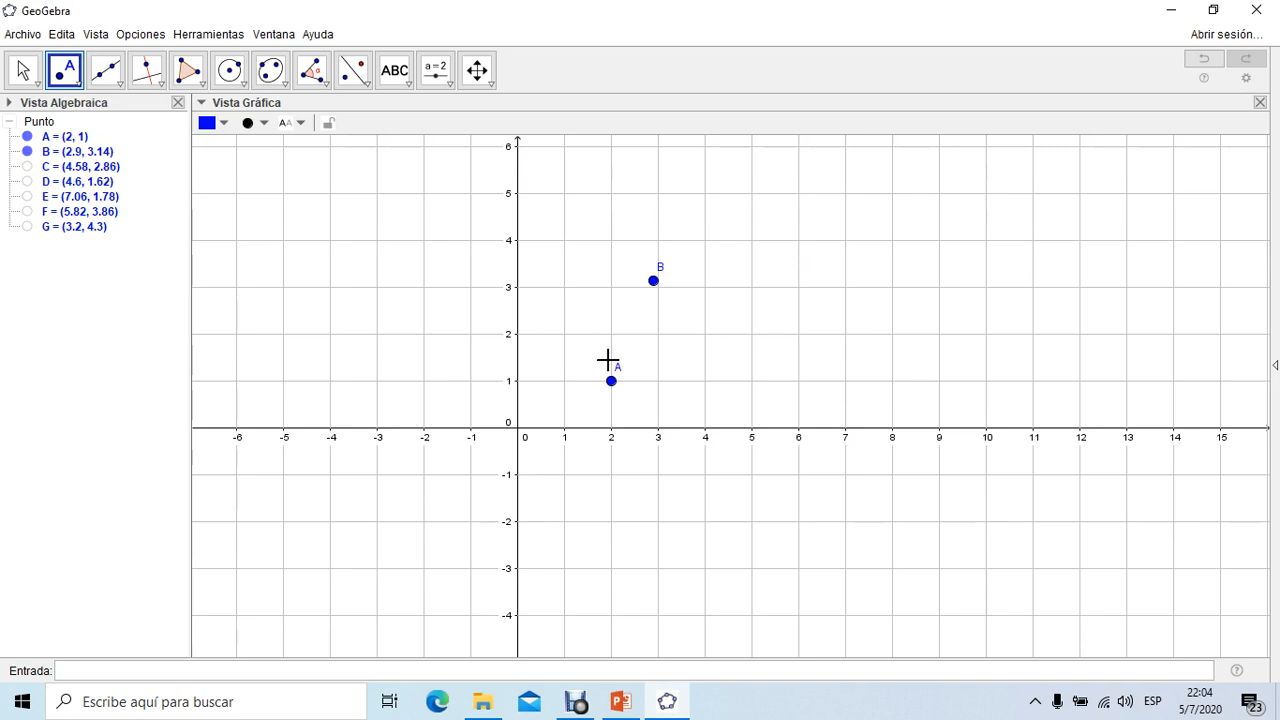 GeoGebra
Archivo Edita Vista Opciones Herramientas Ventana Ayuda
Abrir sesión...
A
α
ABC
a = 2
Vista Algebraica
Vista Gráfica
AA
Punto
A = (2, 1)
B = (2.9, 3.14)
C = (4.58, 2.86)
D = (4.6, 1.62)
E = (7.06, 1.78)
F = (5.82, 3.86)
G = (3.2, 4.3)
6
5
4
B
3
2
A
1
0
-6 -5 -4 -3 -2 -1 0 1 2 3 4 5 6 7 8 9 10 11 12 13 14 15
-1
-2
-3
-4
Entrada:
Escribe aquí para buscar
ESP
22:04
5/7/2020
23